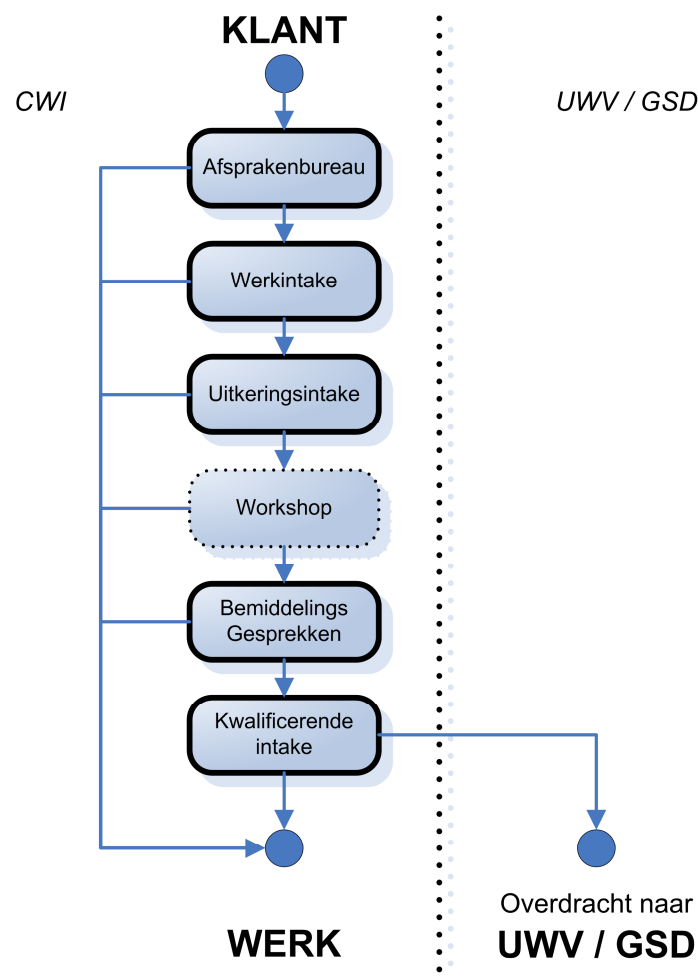 KLANT
CWI
UWV / GSD
Afsprakenbureau
Werkintake
Uitkeringsintake
Workshop
Bemiddelings
Gesprekken
Kwalificerende
intake
Overdracht naar
WERK
UWV / GSD